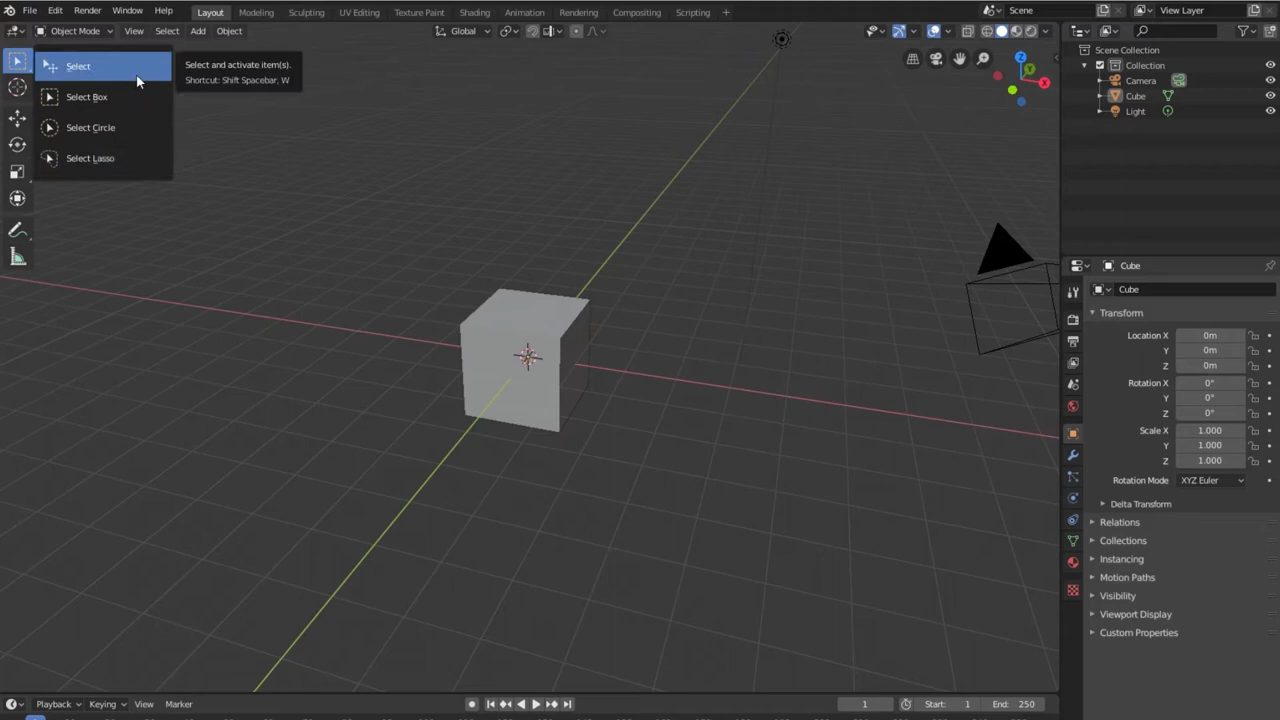 File Edit Render Window Help Layout Modeling Sculpting UV Editing Texture Paint Shading Animation Rendering Compositing Scripting + Scene View Layer
Object Mode View Select Add Object Global
Select
Select Box
Select Circle
Select Lasso
Select and activate item(s).
Shortcut: Shift Spacebar, W
Z
Y
X
Scene Collection
Collection
Camera
Cube
Light
Cube
Cube
Transform
Location X 0m
Y 0m
Z 0m
Rotation X 0°
Y 0°
Z 0°
Scale X 1.000
Y 1.000
Z 1.000
Rotation Mode XYZ Euler
Delta Transform
Relations
Collections
Instancing
Motion Paths
Visibility
Viewport Display
Custom Properties
Playback Keying View Marker 1 Start: 1 End: 250